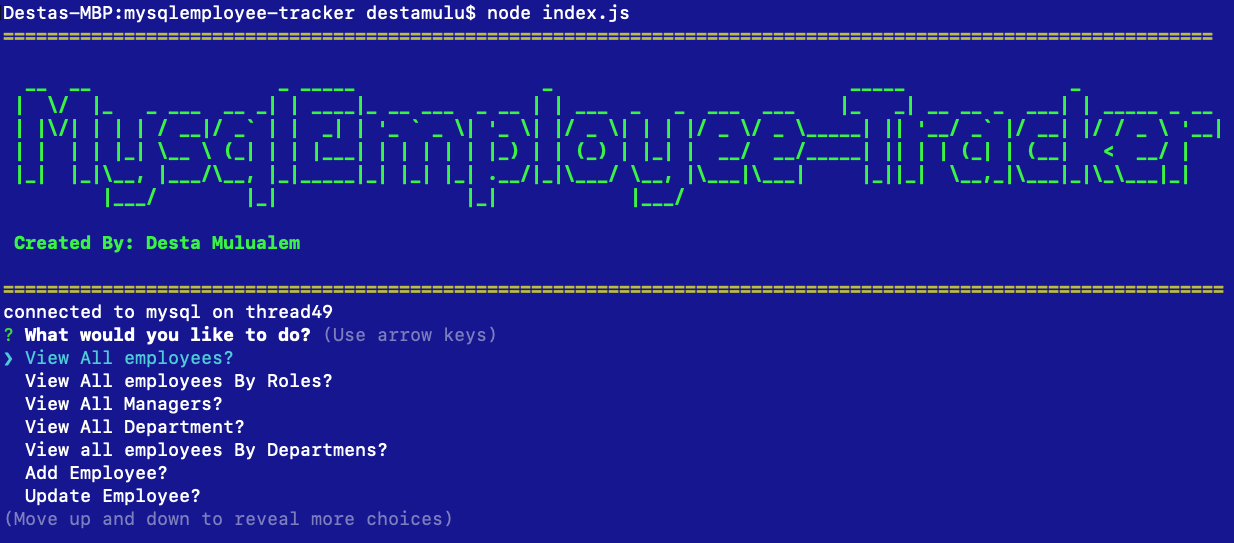 Destas-MBP:mysqlemployee-tracker destamulu$ node index.js
MysqlEmployee-Tracker
Created By: Desta Mulualem
connected to mysql on thread49
? What would you like to do? (Use arrow keys)
❯ View All employees?
View All employees By Roles?
View All Managers?
View All Department?
View all employees By Departmens?
Add Employee?
Update Employee?
(Move up and down to reveal more choices)